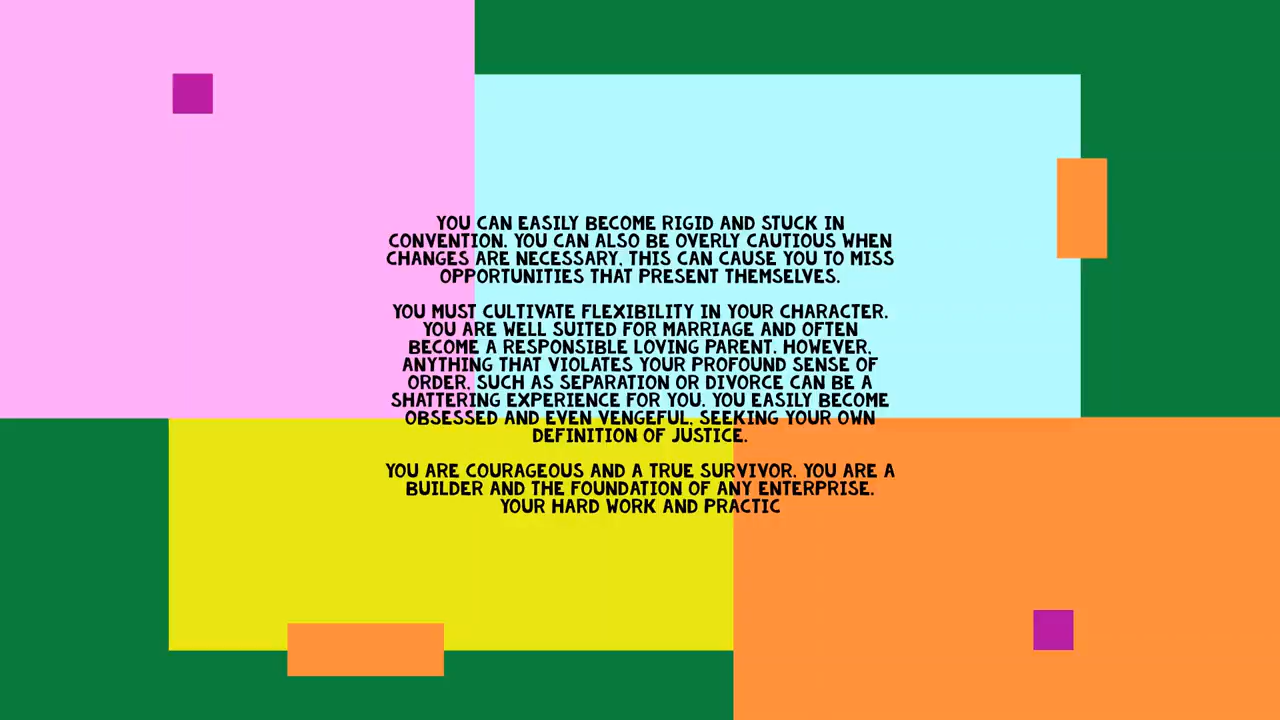 YOU CAN EASILY BECOME RIGID AND STUCK IN
CONVENTION. YOU CAN ALSO BE OVERLY CAUTIOUS WHEN
CHANGES ARE NECESSARY. THIS CAN CAUSE YOU TO MISS
OPPORTUNITIES THAT PRESENT THEMSELVES.
YOU MUST CULTIVATE FLEXIBILITY IN YOUR CHARACTER.
YOU ARE WELL SUITED FOR MARRIAGE AND OFTEN
BECOME A RESPONSIBLE LOVING PARENT. HOWEVER,
ANYTHING THAT VIOLATES YOUR PROFOUND SENSE OF
ORDER, SUCH AS SEPARATION OR DIVORCE CAN BE A
SHATTERING EXPERIENCE FOR YOU. YOU EASILY BECOME
OBSESSED AND EVEN VENGEFUL, SEEKING YOUR OWN
DEFINITION OF JUSTICE.
YOU ARE COURAGEOUS AND A TRUE SURVIVOR. YOU ARE A
BUILDER AND THE FOUNDATION OF ANY ENTERPRISE.
YOUR HARD WORK AND PRACTIC